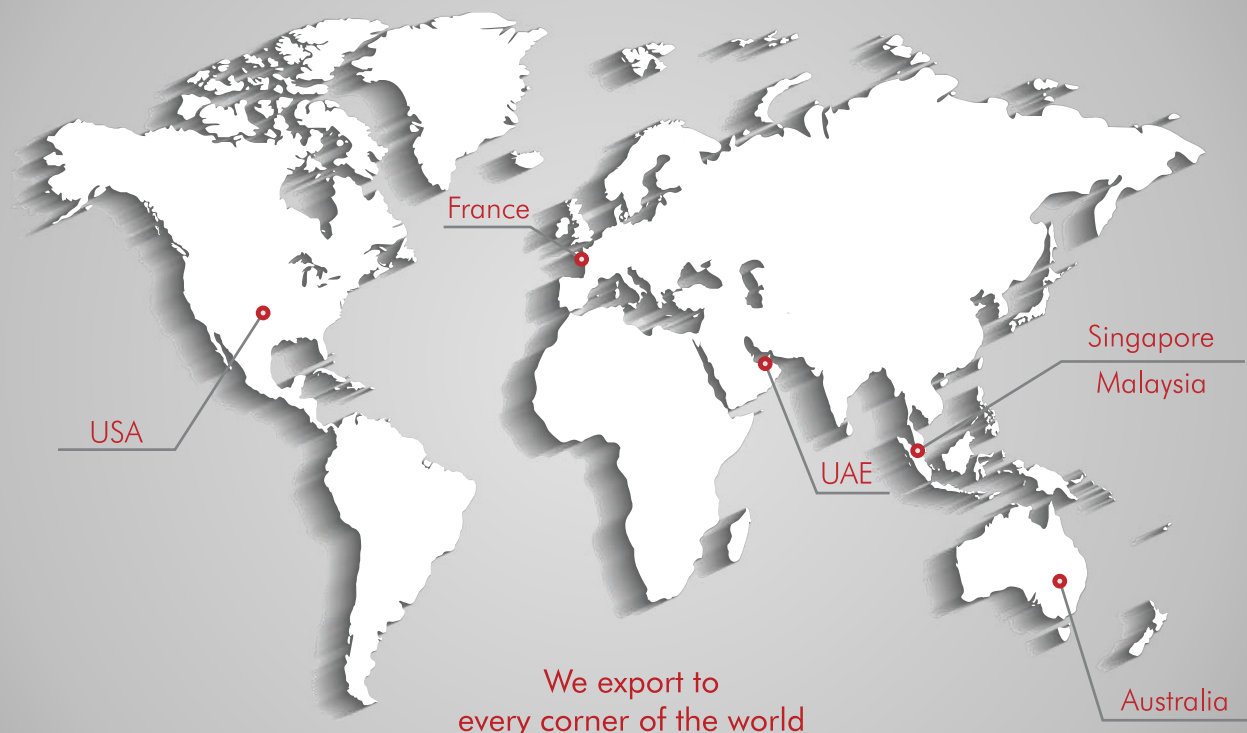 France
Singapore
Malaysia
USA
UAE
We export to
every corner of the world
Australia